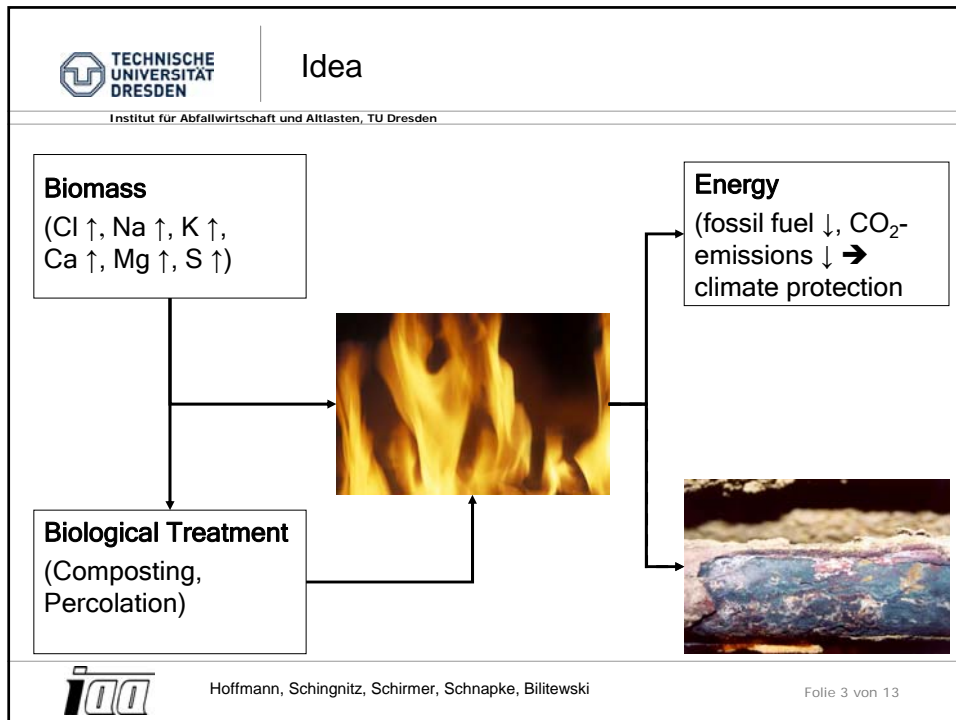 TECHNISCHE
UNIVERSITÄT
DRESDEN
Idea
Institut für Abfallwirtschaft und Altlasten, TU Dresden
Biomass
(Cl ↑, Na ↑, K ↑,
Ca ↑, Mg ↑, S ↑)
Energy
(fossil fuel ↓, CO₂-
emissions ↓ ➔
climate protection
Biological Treatment
(Composting,
Percolation)
iaa
Hoffmann, Schingnitz, Schirmer, Schnapke, Bilitewski
Folie 3 von 13